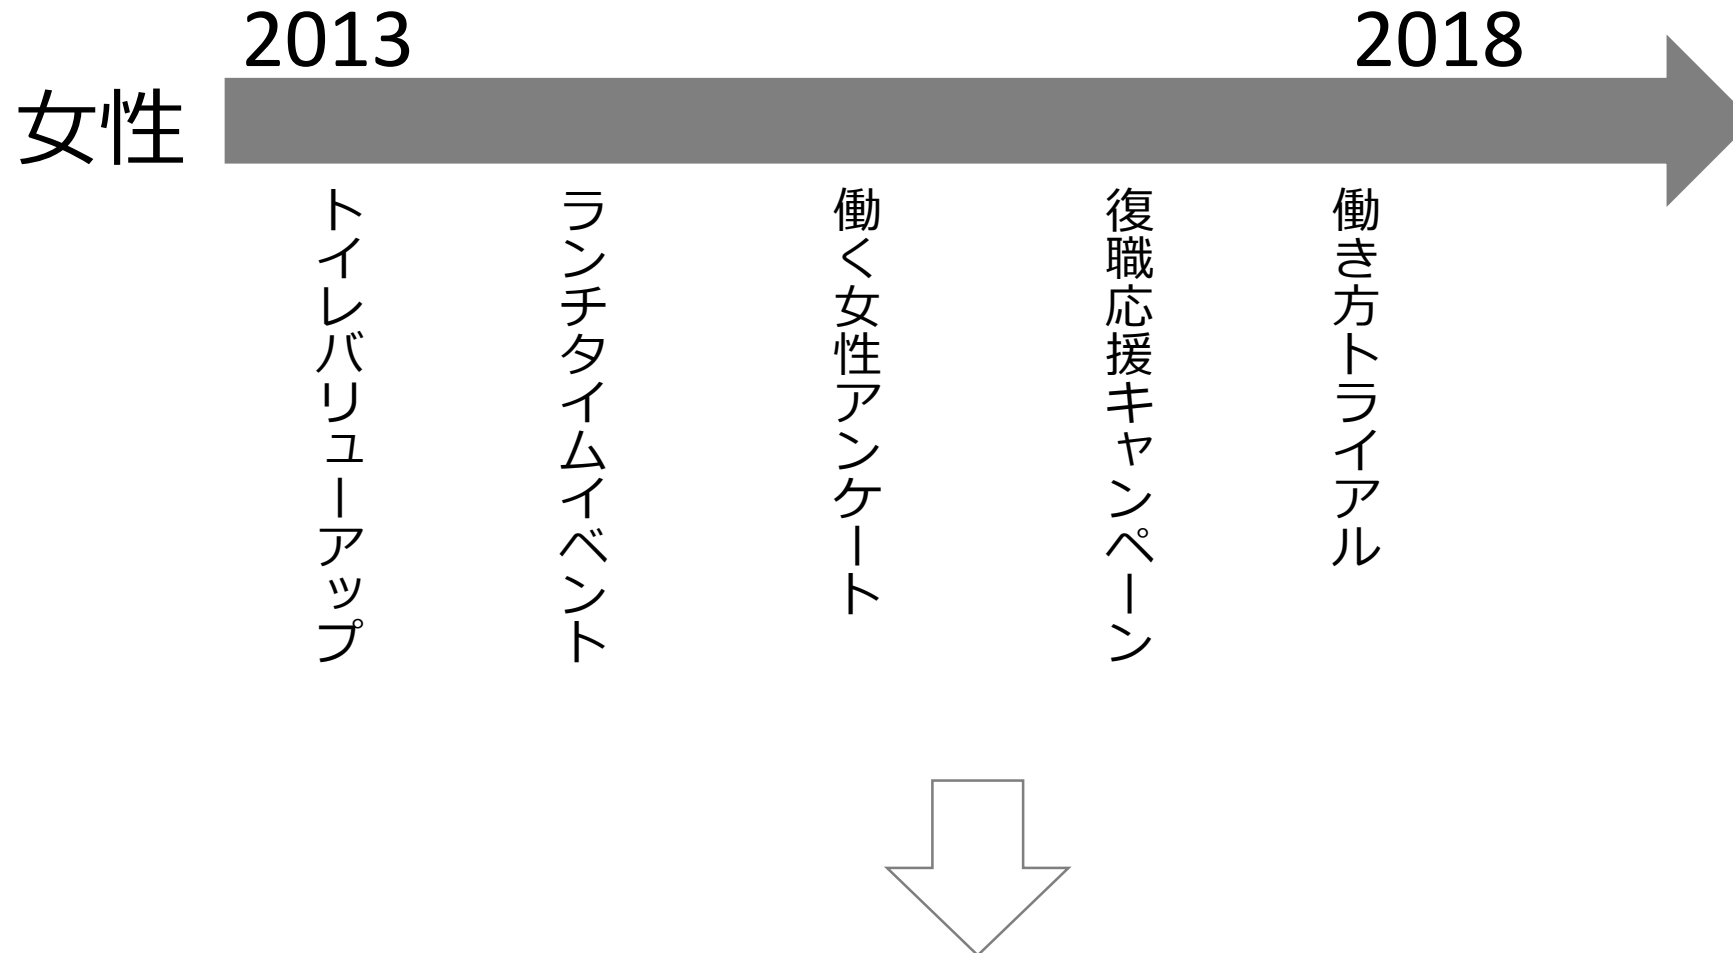 2013
2018
女性
トイレバリューアップ
ランチタイムイベント
働く女性アンケート
復職応援キャンペーン
働き方トライアル